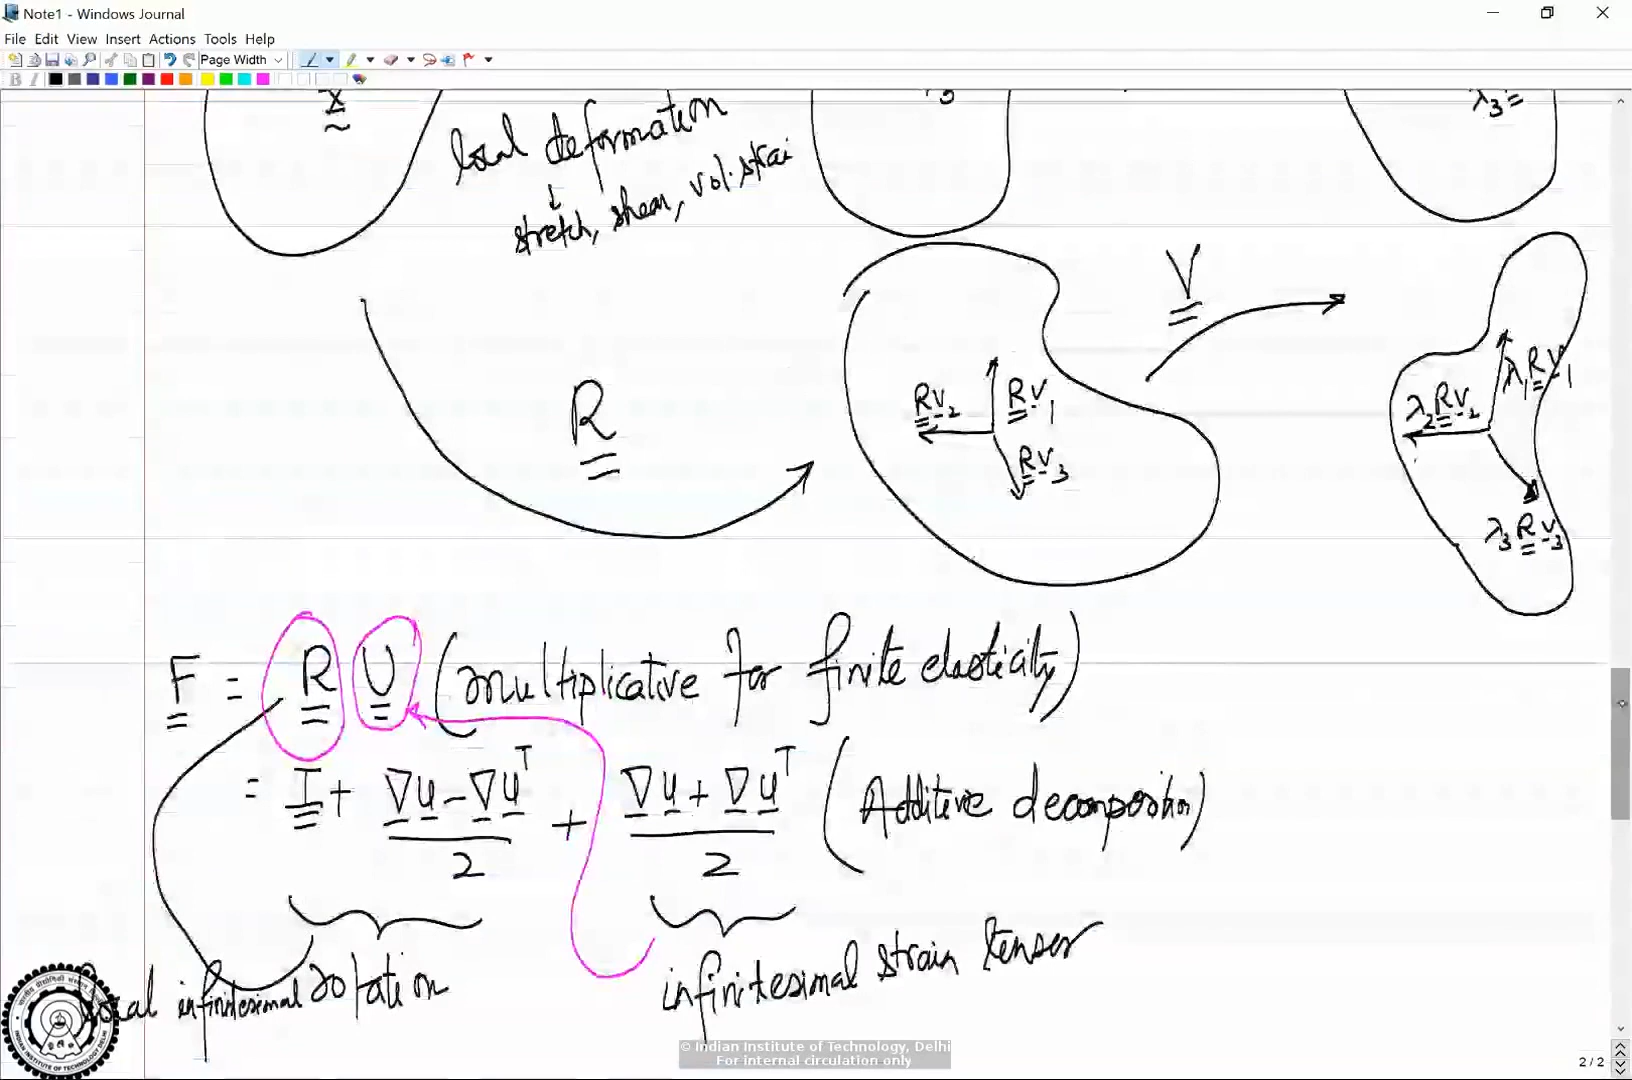 Note1 - Windows Journal
File Edit View Insert Actions Tools Help
Page Width
B I
x
3
λ3
local deformation
↓
stretch, shear, vol. strai
V
R
Rv1
Rv2
Rv3
λ1Rv1
λ2Rv2
λ3Rv3
F = R U (multiplicative for finite elasticity)
= I + (∇u - ∇u^T)/2 + (∇u + ∇u^T)/2 (Additive decomposition)
local infinitesimal rotation
infinitesimal strain tensor
© Indian Institute of Technology, Delhi
For internal circulation only
2 / 2